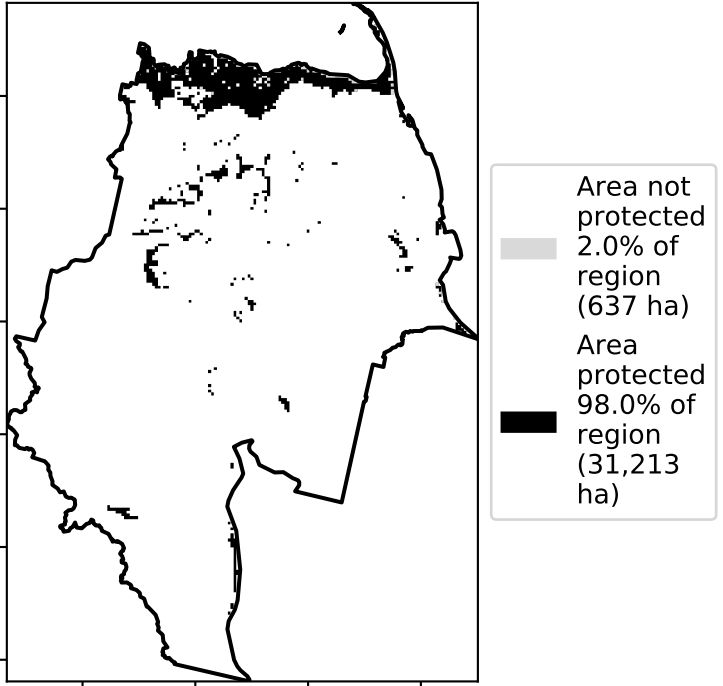 Area not
protected
2.0% of
region
(637 ha)
Area
protected
98.0% of
region
(31,213
ha)